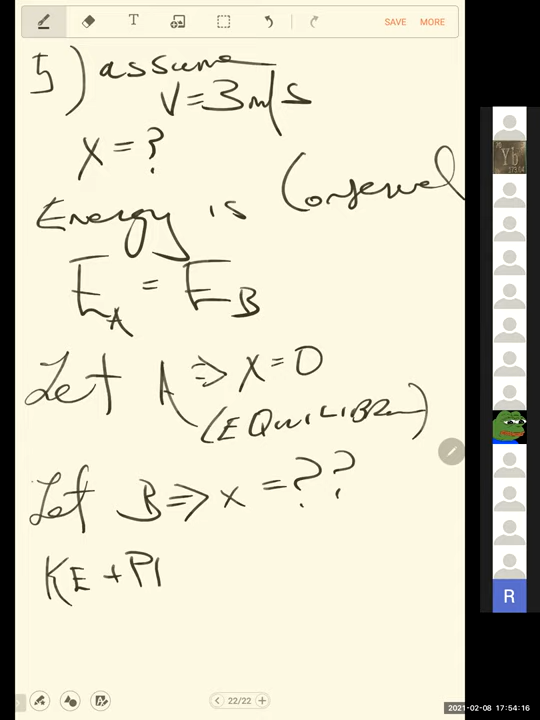 T SAVE MORE
5) assume
V=3m/s
X=?
Energy is Conserved
E_A = E_B
Let A => X=0
(EQUILIBRIUM)
Let B => x = ??
KE + PE
22/22
Yb
R
2021-02-08 17:54:16